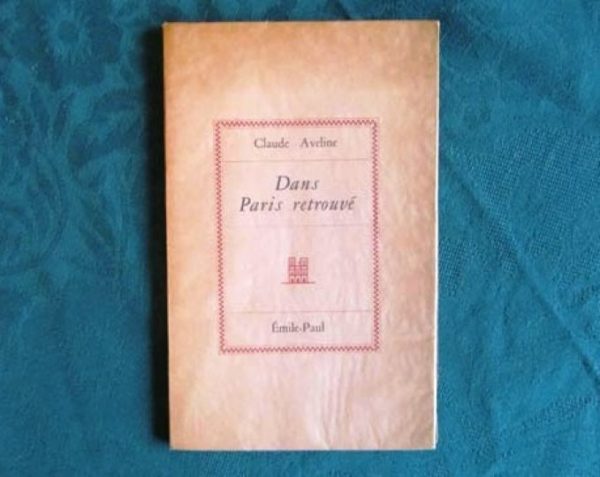 Claude Aveline
Dans
Paris retrouvé
Émile-Paul